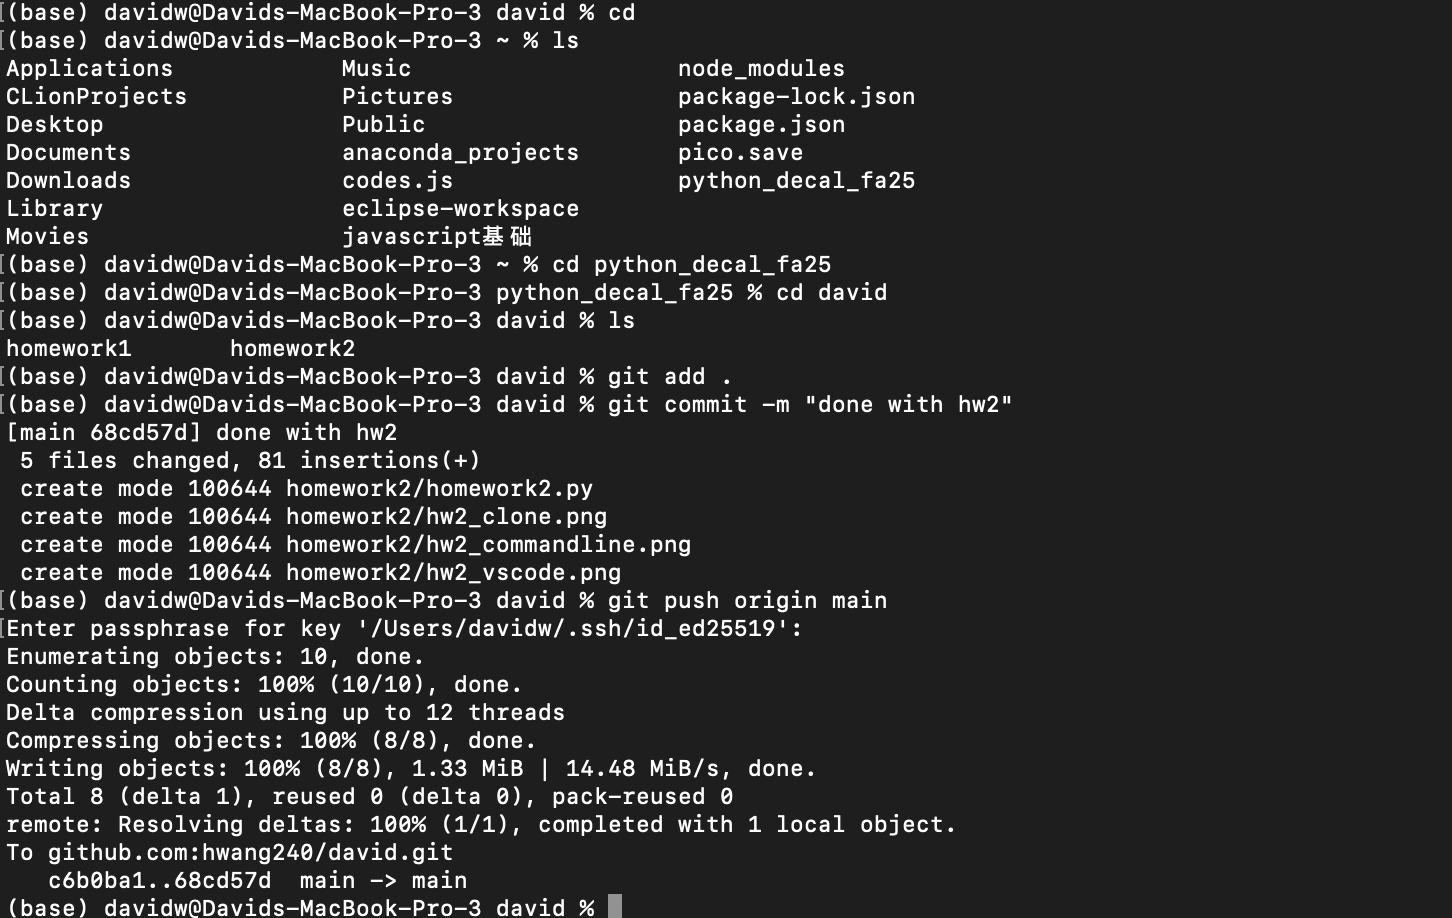 (base) davidw@Davids-MacBook-Pro-3 david % cd
(base) davidw@Davids-MacBook-Pro-3 ~ % ls
Applications Music node_modules
CLionProjects Pictures package-lock.json
Desktop Public package.json
Documents anaconda_projects pico.save
Downloads codes.js python_decal_fa25
Library eclipse-workspace
Movies javascript基础
(base) davidw@Davids-MacBook-Pro-3 ~ % cd python_decal_fa25
(base) davidw@Davids-MacBook-Pro-3 python_decal_fa25 % cd david
(base) davidw@Davids-MacBook-Pro-3 david % ls
homework1 homework2
(base) davidw@Davids-MacBook-Pro-3 david % git add .
(base) davidw@Davids-MacBook-Pro-3 david % git commit -m "done with hw2"
[main 68cd57d] done with hw2
5 files changed, 81 insertions(+)
create mode 100644 homework2/homework2.py
create mode 100644 homework2/hw2_clone.png
create mode 100644 homework2/hw2_commandline.png
create mode 100644 homework2/hw2_vscode.png
(base) davidw@Davids-MacBook-Pro-3 david % git push origin main
Enter passphrase for key '/Users/davidw/.ssh/id_ed25519':
Enumerating objects: 10, done.
Counting objects: 100% (10/10), done.
Delta compression using up to 12 threads
Compressing objects: 100% (8/8), done.
Writing objects: 100% (8/8), 1.33 MiB | 14.48 MiB/s, done.
Total 8 (delta 1), reused 0 (delta 0), pack-reused 0
remote: Resolving deltas: 100% (1/1), completed with 1 local object.
To github.com:hwang240/david.git
c6b0ba1..68cd57d main -> main
(base) davidw@Davids-MacBook-Pro-3 david %